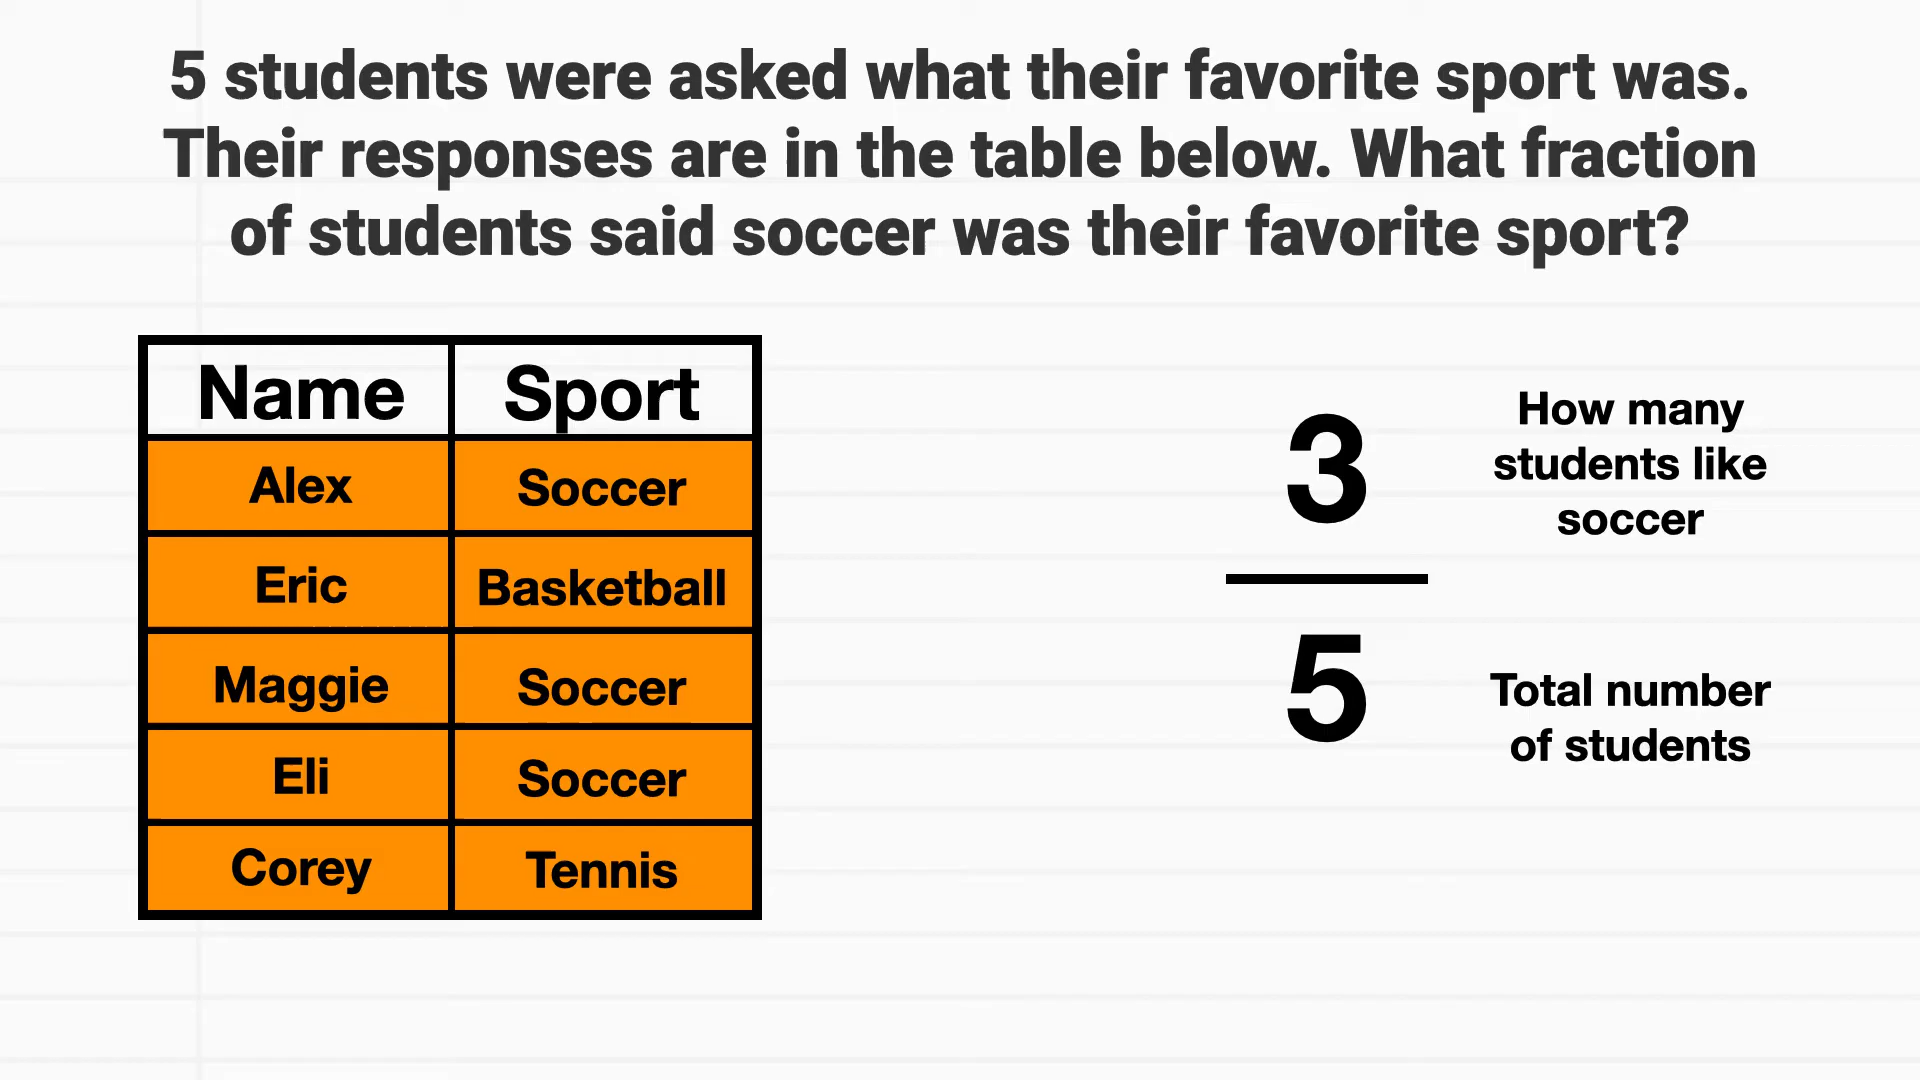 5 students were asked what their favorite sport was.
Their responses are in the table below. What fraction
of students said soccer was their favorite sport?
Name Sport
Alex Soccer
Eric Basketball
Maggie Soccer
Eli Soccer
Corey Tennis
3
How many
students like
soccer
5
Total number
of students